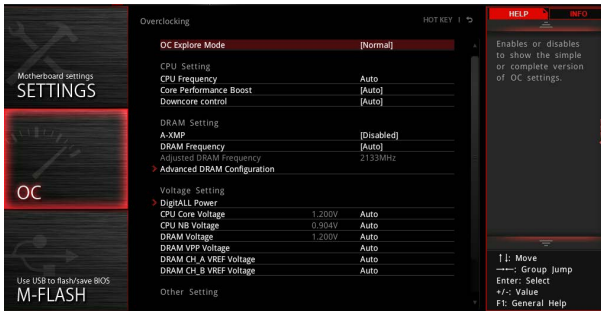 Overclocking
HOT KEY
HELP
INFO
OC Explore Mode [Normal]
CPU Setting
CPU Frequency Auto
Core Performance Boost [Auto]
Downcore control [Auto]
DRAM Setting
A-XMP [Disabled]
DRAM Frequency [Auto]
Adjusted DRAM Frequency 2133MHz
Advanced DRAM Configuration
Voltage Setting
DigitALL Power
CPU Core Voltage 1.200V Auto
CPU NB Voltage 0.904V Auto
DRAM Voltage 1.200V Auto
DRAM VPP Voltage Auto
DRAM CH_A VREF Voltage Auto
DRAM CH_B VREF Voltage Auto
Other Setting
Motherboard settings
SETTINGS
OC
Use USB to flash/save BIOS
M-FLASH
Enables or disables
to show the simple
or complete version
of OC settings.
↑↓: Move
→←: Group Jump
Enter: Select
+/-: Value
F1: General Help